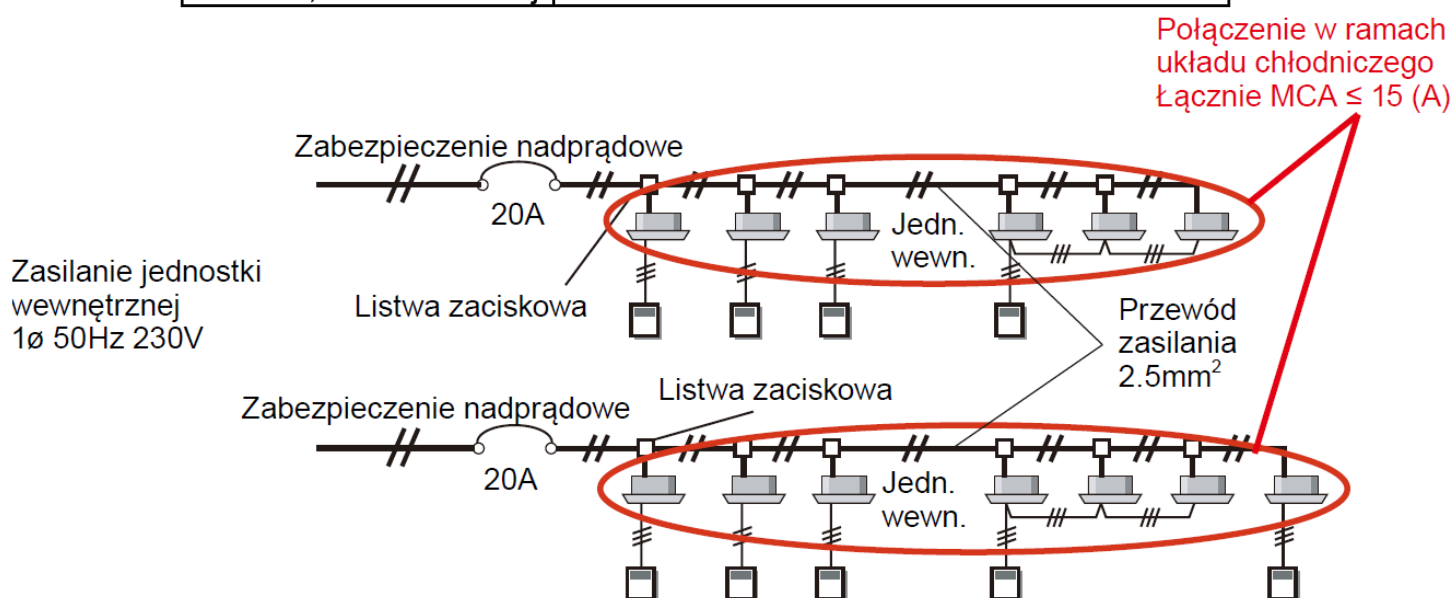 Połączenie w ramach
układu chłodniczego
Łącznie MCA ≤ 15 (A)
Zabezpieczenie nadprądowe
20A
Jedn.
wewn.
Zasilanie jednostki
wewnętrznej
1ø 50Hz 230V
Listwa zaciskowa
Przewód
zasilania
2.5mm²
Listwa zaciskowa
Zabezpieczenie nadprądowe
20A
Jedn.
wewn.